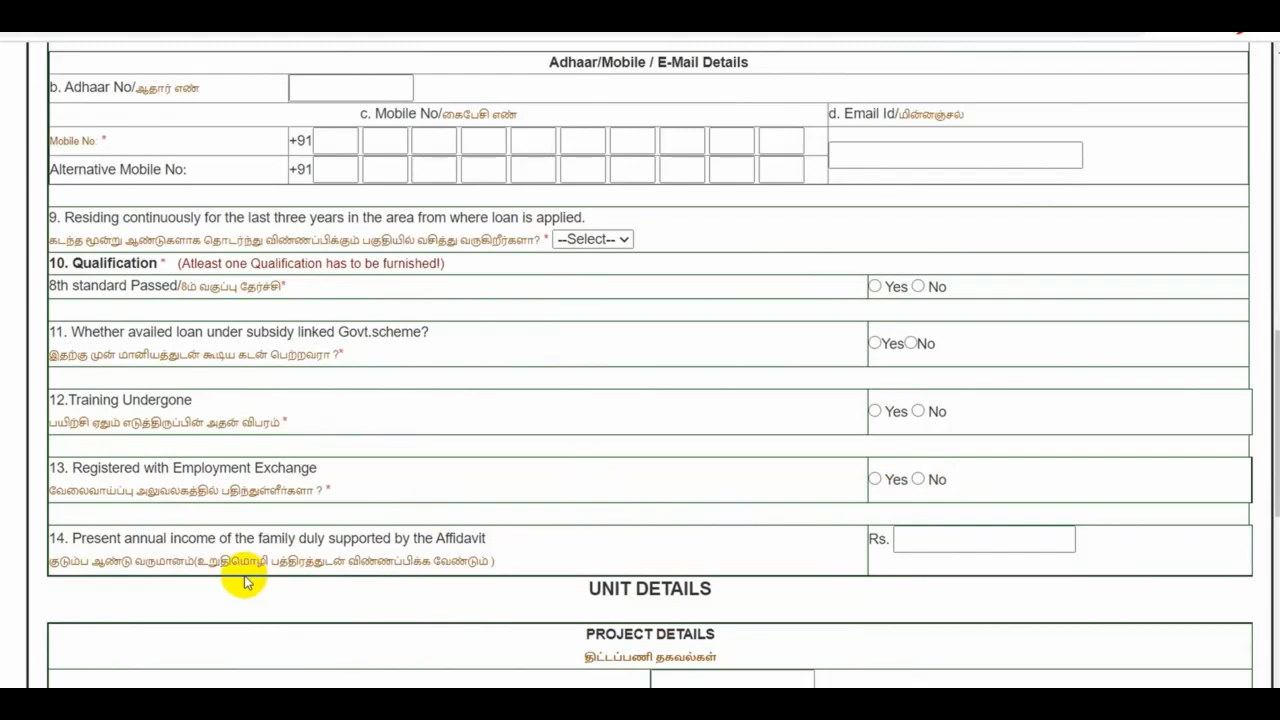 Adhaar/Mobile / E-Mail Details
b. Adhaar No/ஆதார் எண்
c. Mobile No/கைபேசி எண்
d. Email Id/மின்னஞ்சல்
Mobile No: *
+91
Alternative Mobile No:
+91
9. Residing continuously for the last three years in the area from where loan is applied.
கடந்த மூன்று ஆண்டுகளாக தொடர்ந்து விண்ணப்பிக்கும் பகுதியில் வசித்து வருகிறீர்களா? * --Select--
10. Qualification * (Atleast one Qualification has to be furnished!)
8th standard Passed/8ம் வகுப்பு தேர்ச்சி*
Yes No
11. Whether availed loan under subsidy linked Govt.scheme?
இதற்கு முன் மானியத்துடன் கூடிய கடன் பெற்றவரா ?*
YesNo
12.Training Undergone
பயிற்சி ஏதும் எடுத்திருப்பின் அதன் விபரம் *
Yes No
13. Registered with Employment Exchange
வேலைவாய்ப்பு அலுவலகத்தில் பதிந்துள்ளீர்களா ? *
Yes No
14. Present annual income of the family duly supported by the Affidavit
குடும்ப ஆண்டு வருமானம்(உறுதிமொழி பத்திரத்துடன் விண்ணப்பிக்க வேண்டும் )
Rs.
UNIT DETAILS
PROJECT DETAILS
திட்டப்பணி தகவல்கள்